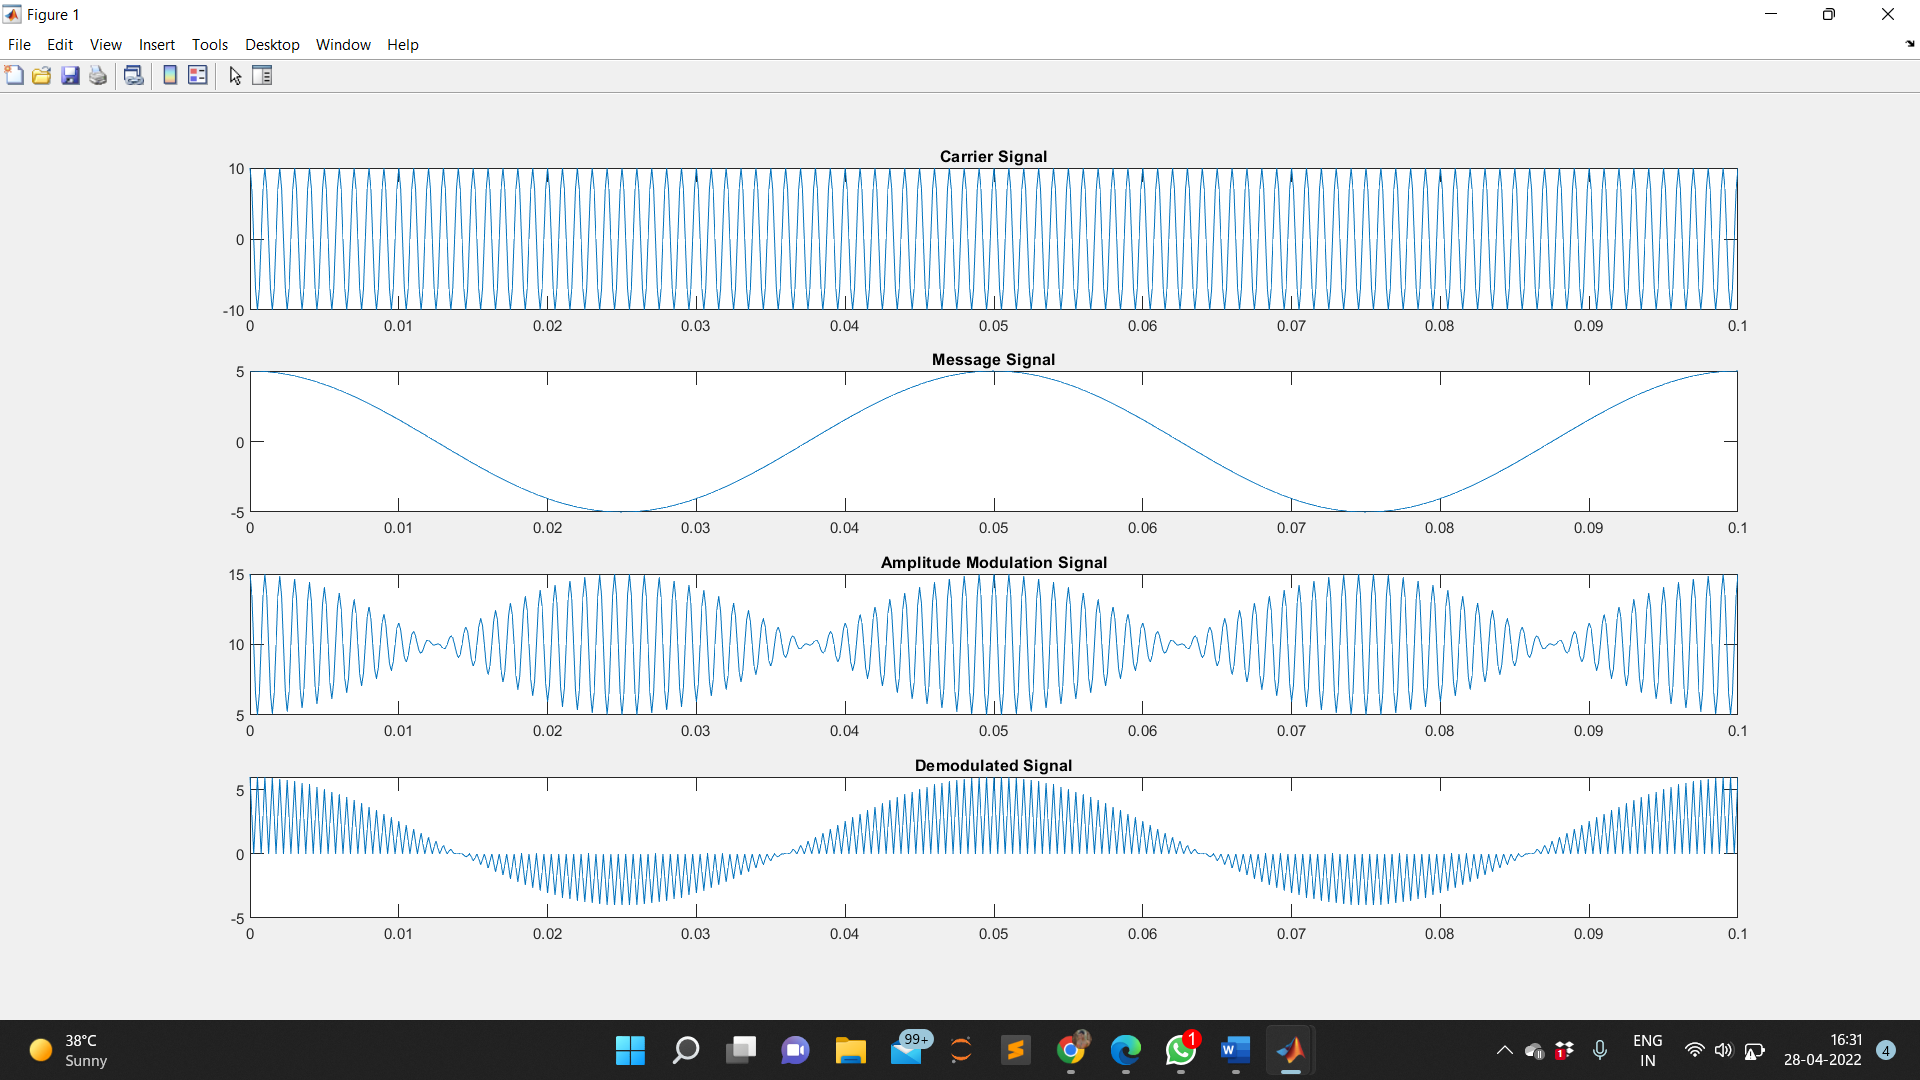 Figure 1
File Edit View Insert Tools Desktop Window Help
Carrier Signal
10
0
-10
0 0.01 0.02 0.03 0.04 0.05 0.06 0.07 0.08 0.09 0.1
Message Signal
5
0
-5
0 0.01 0.02 0.03 0.04 0.05 0.06 0.07 0.08 0.09 0.1
Amplitude Modulation Signal
15
10
5
0 0.01 0.02 0.03 0.04 0.05 0.06 0.07 0.08 0.09 0.1
Demodulated Signal
5
0
-5
0 0.01 0.02 0.03 0.04 0.05 0.06 0.07 0.08 0.09 0.1
38°C
Sunny
99+
1
W
1
ENG
IN
16:31
28-04-2022
4